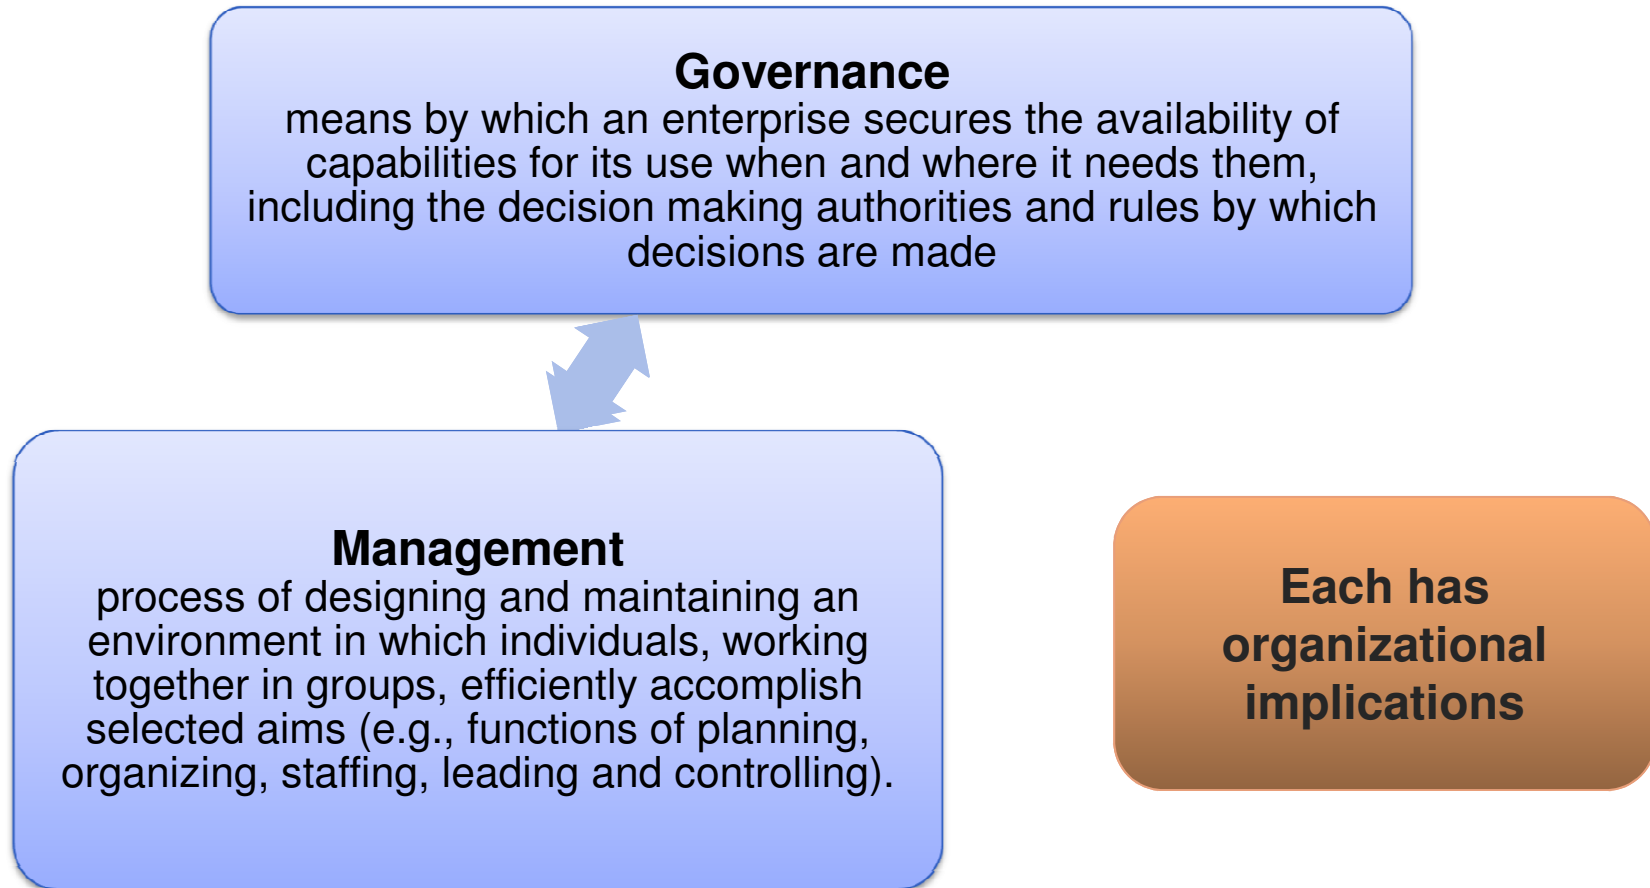 Governance
means by which an enterprise secures the availability of
capabilities for its use when and where it needs them,
including the decision making authorities and rules by which
decisions are made
Management
process of designing and maintaining an
environment in which individuals, working
together in groups, efficiently accomplish
selected aims (e.g., functions of planning,
organizing, staffing, leading and controlling).
Each has
organizational
implications